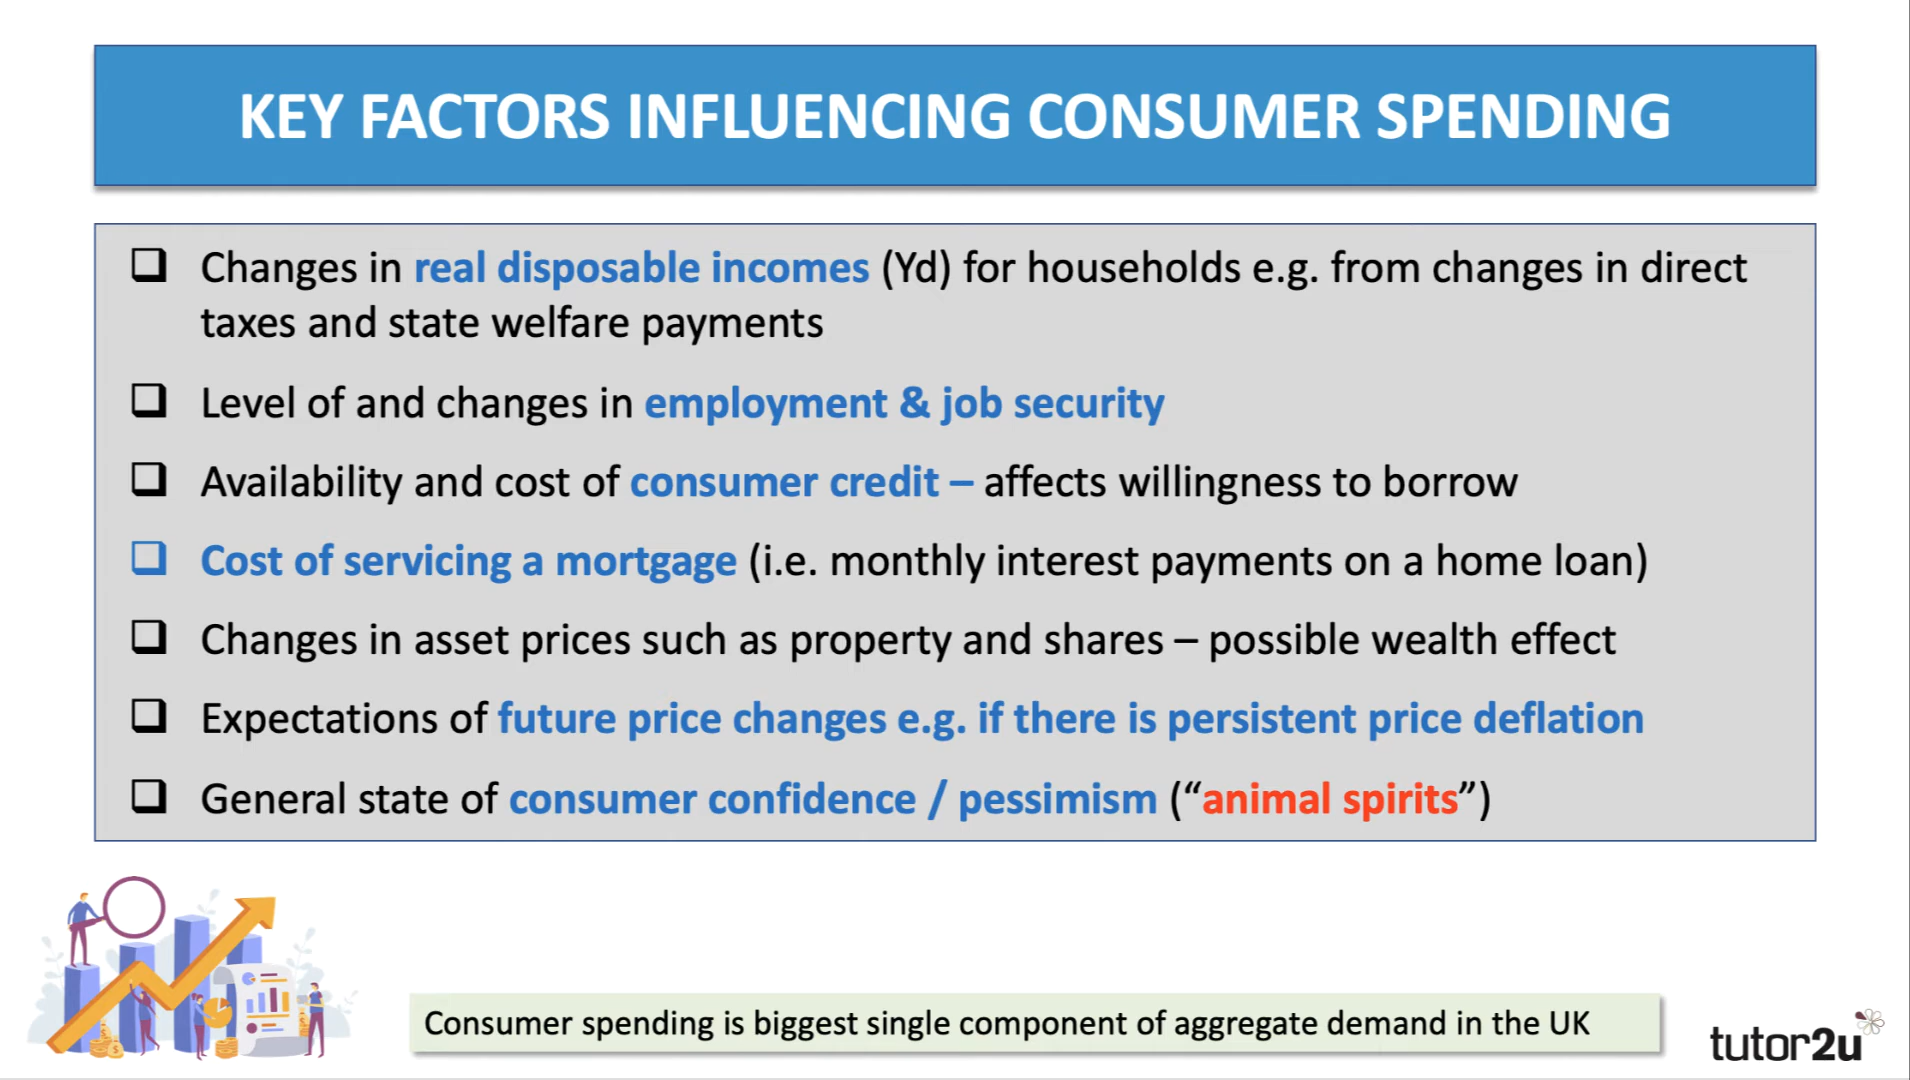 KEY FACTORS INFLUENCING CONSUMER SPENDING
Changes in real disposable incomes (Yd) for households e.g. from changes in direct
taxes and state welfare payments
Level of and changes in employment & job security
Availability and cost of consumer credit – affects willingness to borrow
Cost of servicing a mortgage (i.e. monthly interest payments on a home loan)
Changes in asset prices such as property and shares – possible wealth effect
Expectations of future price changes e.g. if there is persistent price deflation
General state of consumer confidence / pessimism (“animal spirits”)
Consumer spending is biggest single component of aggregate demand in the UK
tutor2u